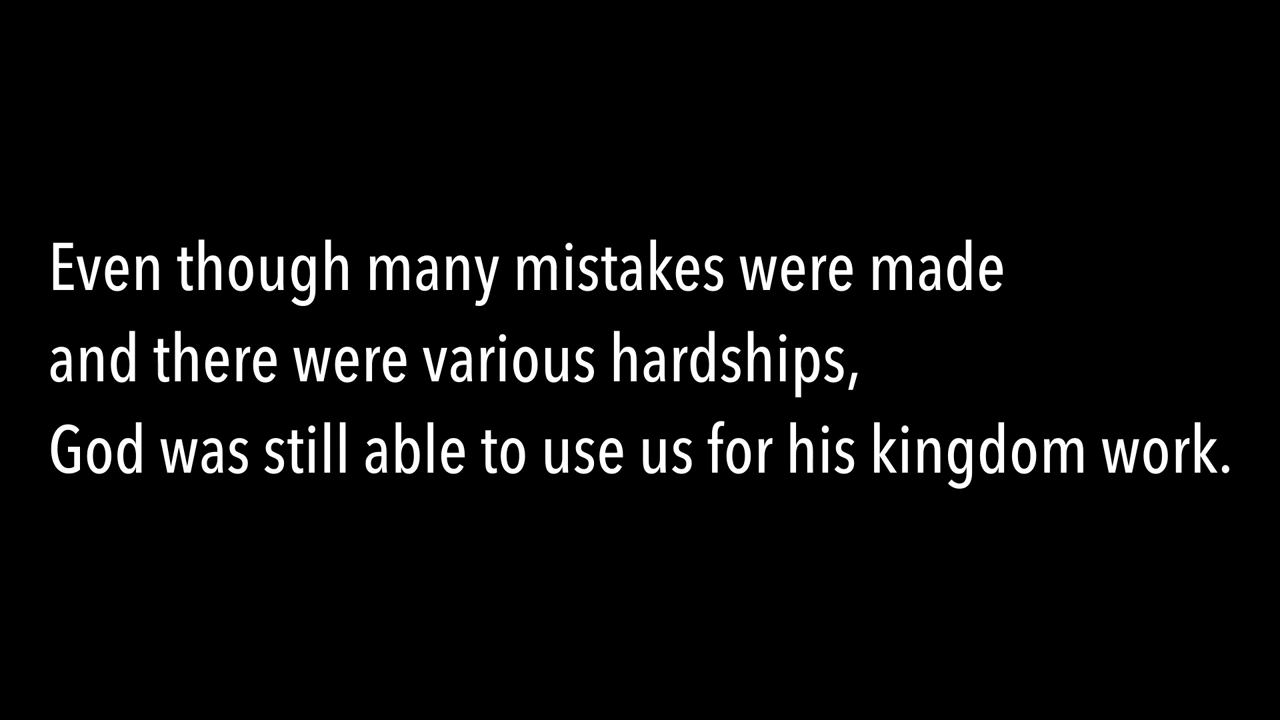 Even though many mistakes were made
and there were various hardships,
God was still able to use us for his kingdom work.